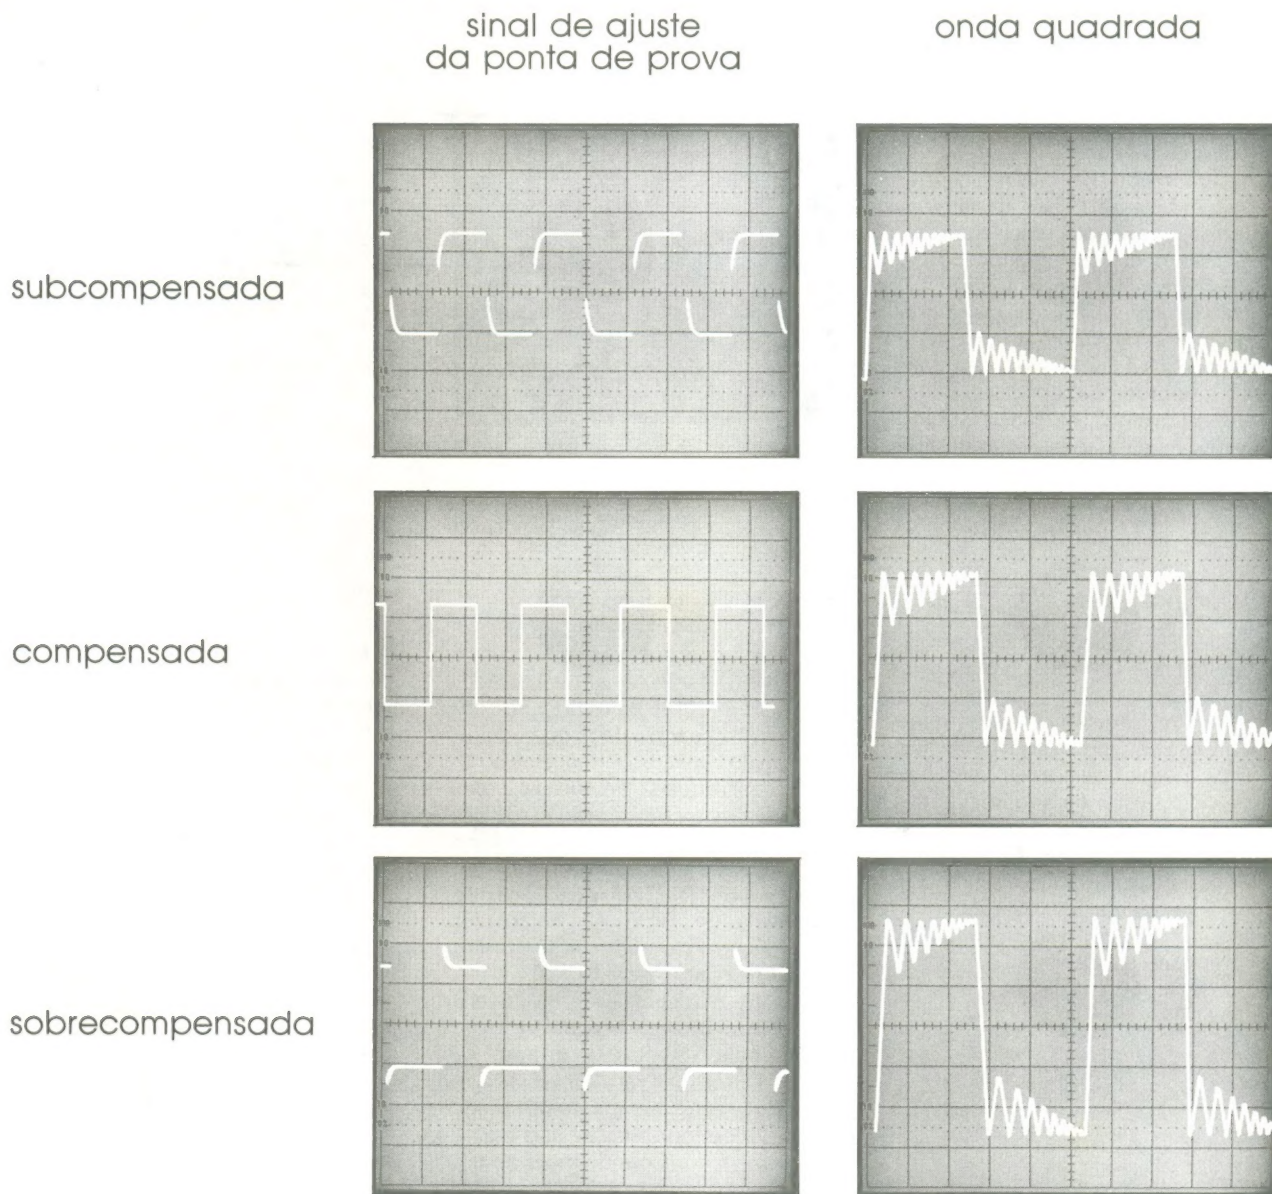 sinal de ajuste
da ponta de prova
onda quadrada
subcompensada
compensada
sobrecompensada